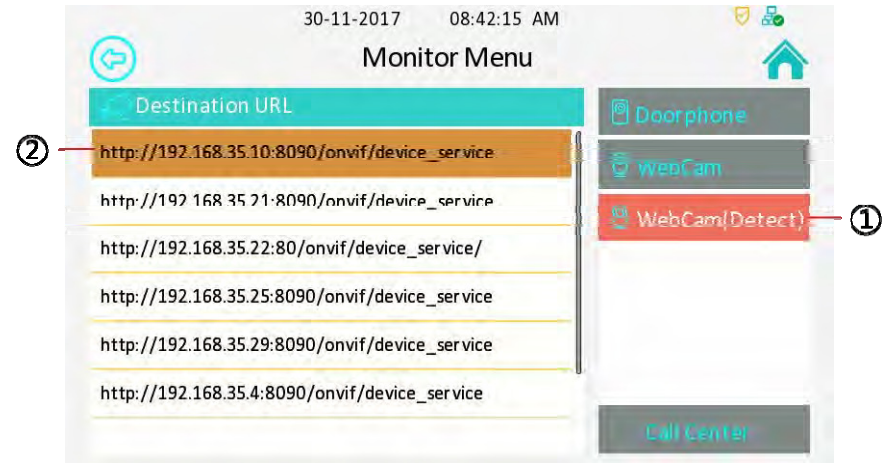 30-11-2017 08:42:15 AM
Monitor Menu
Destination URL
② http://192.168.35.10:8090/onvif/device_service
http://192.168.35.21:8090/onvif/device_service
http://192.168.35.22:80/onvif/device_service/
http://192.168.35.25:8090/onvif/device_service
http://192.168.35.29:8090/onvif/device_service
http://192.168.35.4:8090/onvif/device_service
Doorphone
WebCam
WebCam(Detect) ①
Call Center